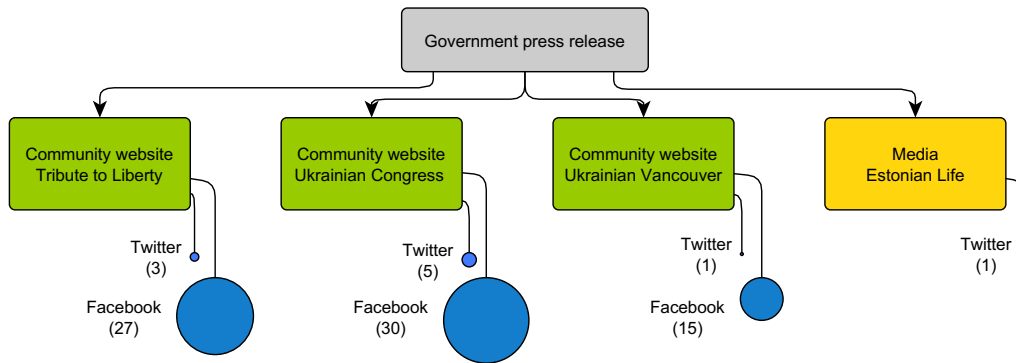 Government press release
Community website
Tribute to Liberty
Community website
Ukrainian Congress
Community website
Ukrainian Vancouver
Media
Estonian Life
Twitter
(3)
Twitter
(5)
Twitter
(1)
Twitter
(1)
Facebook
(27)
Facebook
(30)
Facebook
(15)